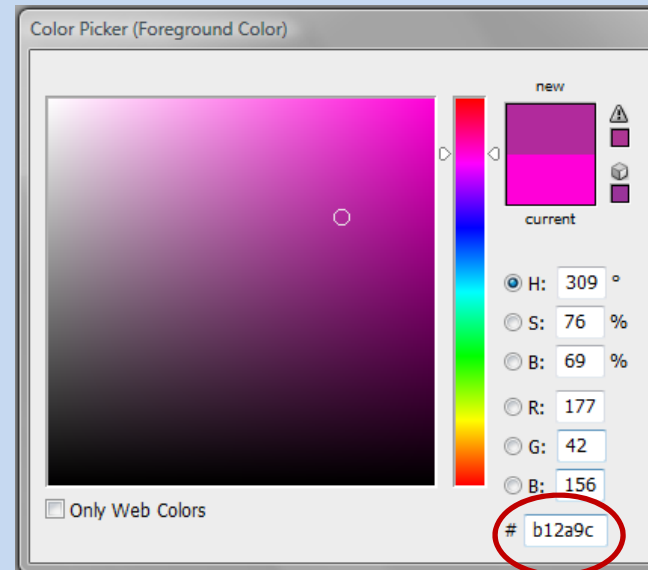 Color Picker (Foreground Color)
new
current
H: 309 °
S: 76 %
B: 69 %
R: 177
G: 42
B: 156
Only Web Colors
# b12a9c